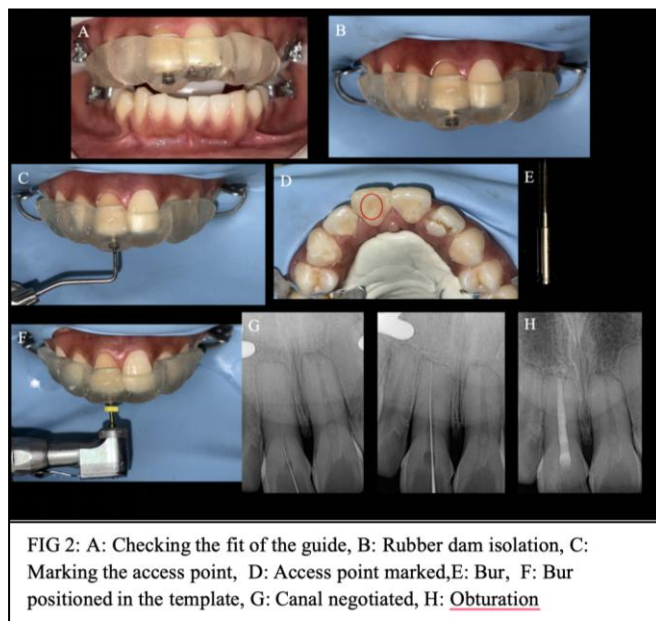 A
B
C
D
E
F
G
H
FIG 2: A: Checking the fit of the guide, B: Rubber dam isolation, C:
Marking the access point, D: Access point marked,E: Bur, F: Bur
positioned in the template, G: Canal negotiated, H: Obturation